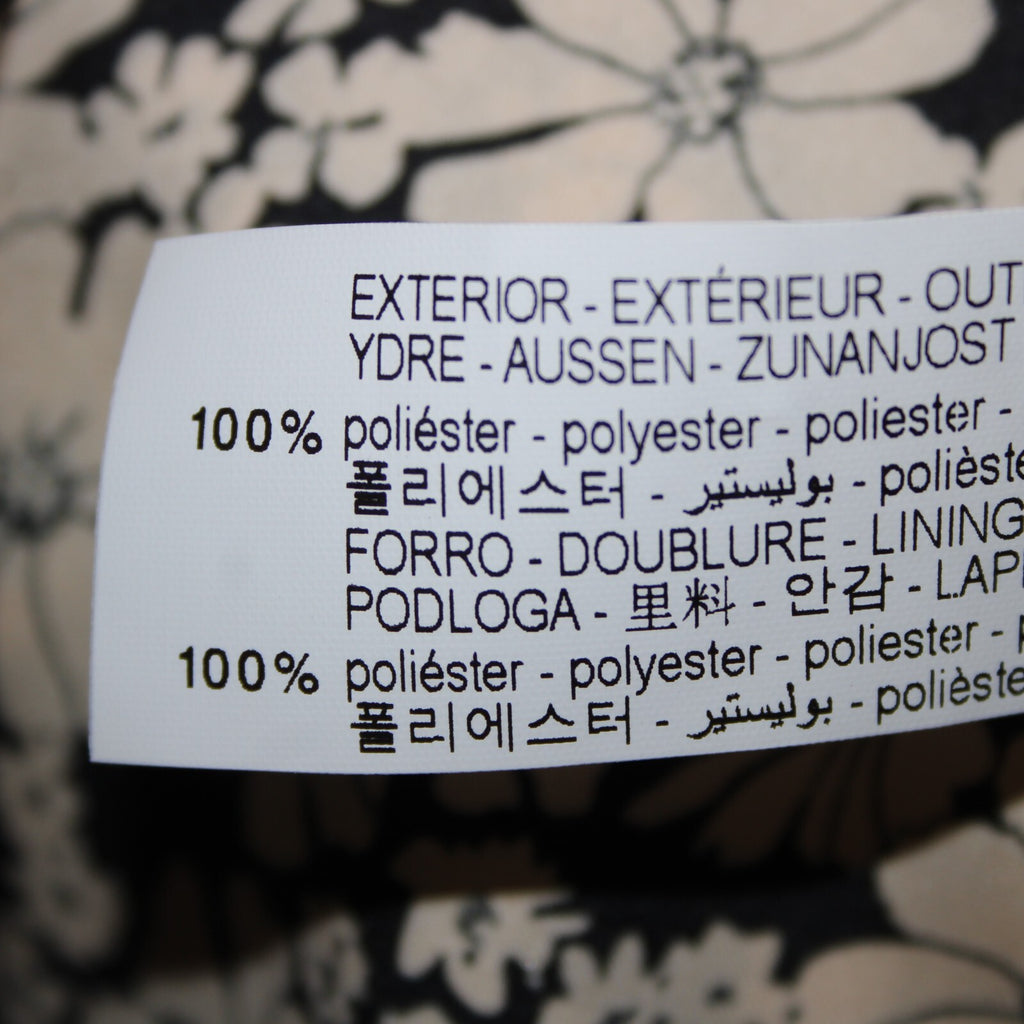 EXTERIOR - EXTÉRIEUR - OUT
YDRE - AUSSEN - ZUNANJOST
100% poliéster - polyester - poliester -
폴리에스터 - بوليستير - polièste
FORRO - DOUBLURE - LINING
PODLOGA - 里料 - 안감 - LAP
100% poliéster - polyester - poliester - p
폴리에스터 - بوليستير - polièste